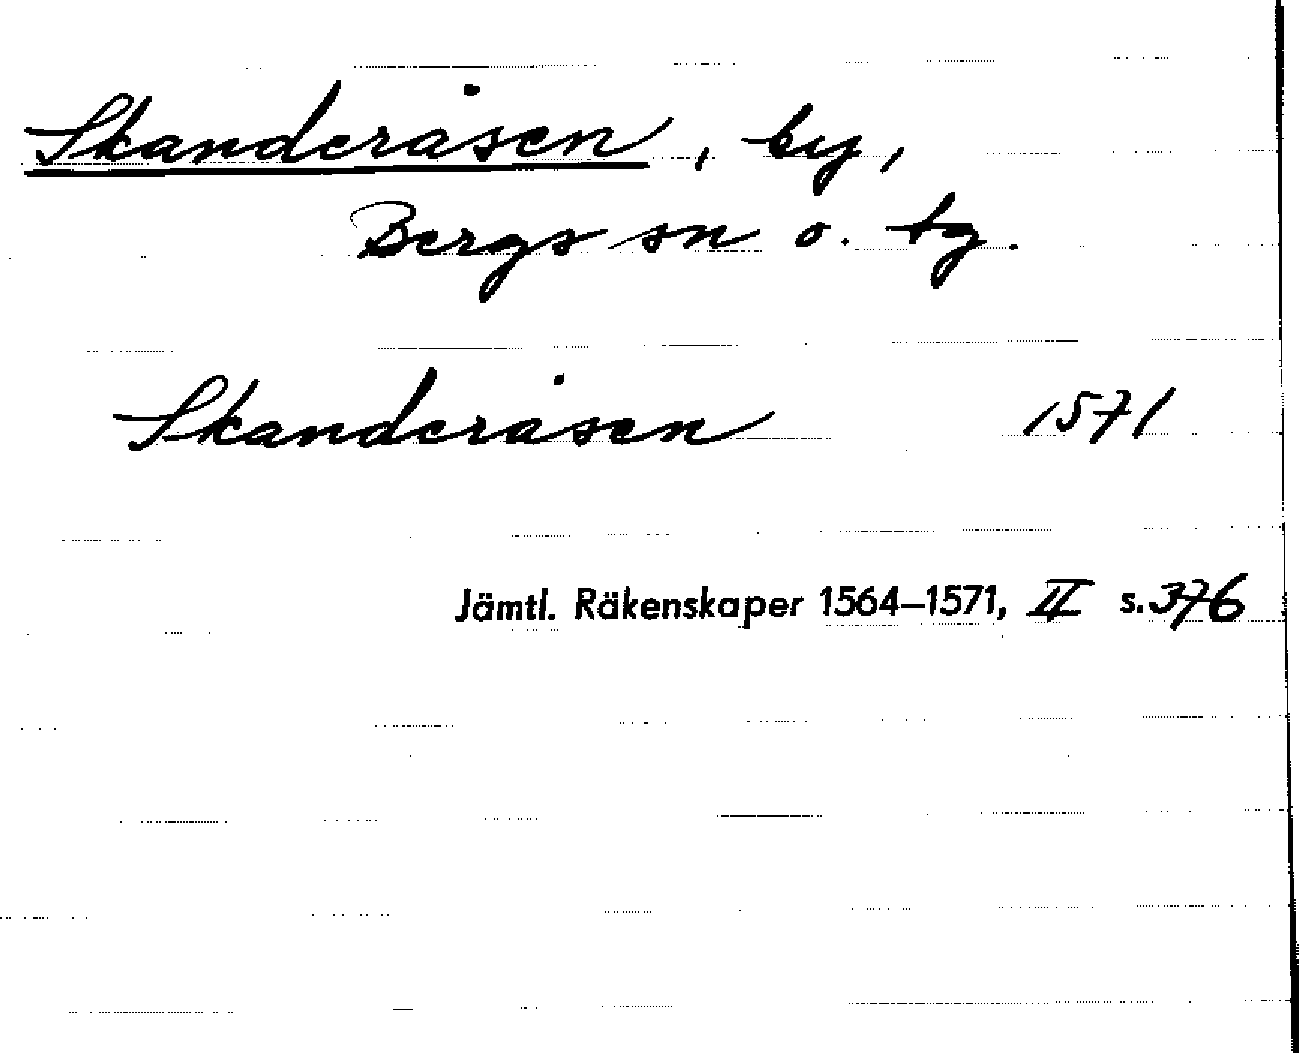 Skanderåsen, by,
Bergs sn o. tg.
Skanderåsen 1571
Jämtl. Räkenskaper 1564–1571, II s. 376